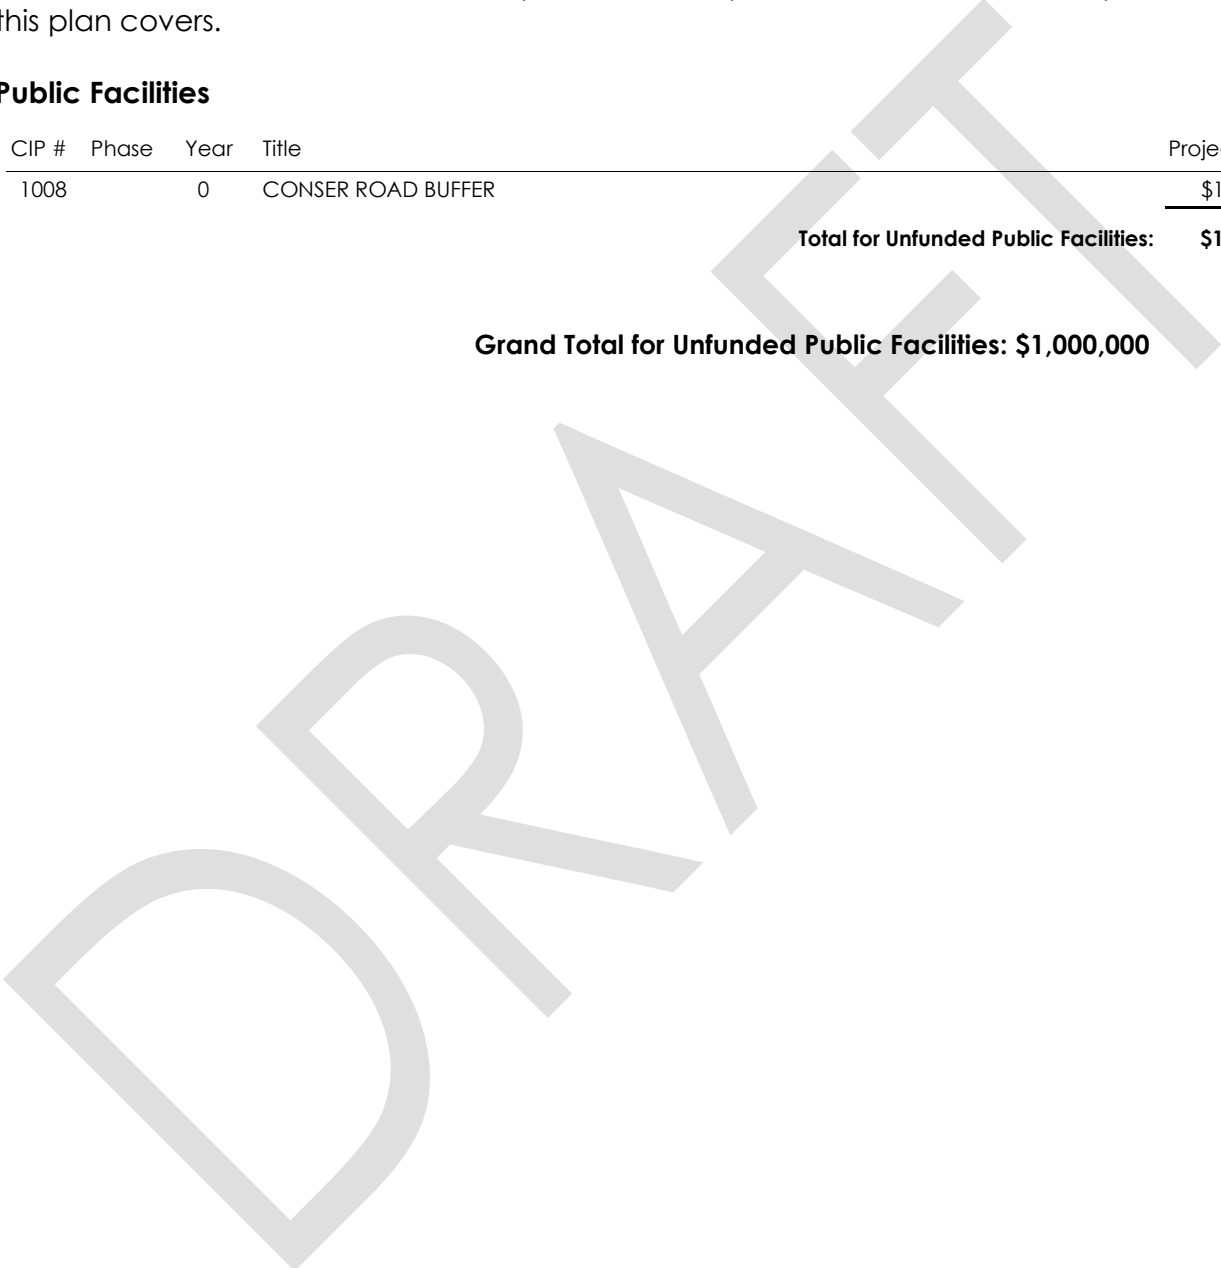 this plan covers.
Public Facilities
CIP # Phase Year Title Proje
1008 0 CONSER ROAD BUFFER $1
Total for Unfunded Public Facilities: $1
Grand Total for Unfunded Public Facilities: $1,000,000
DRAFT